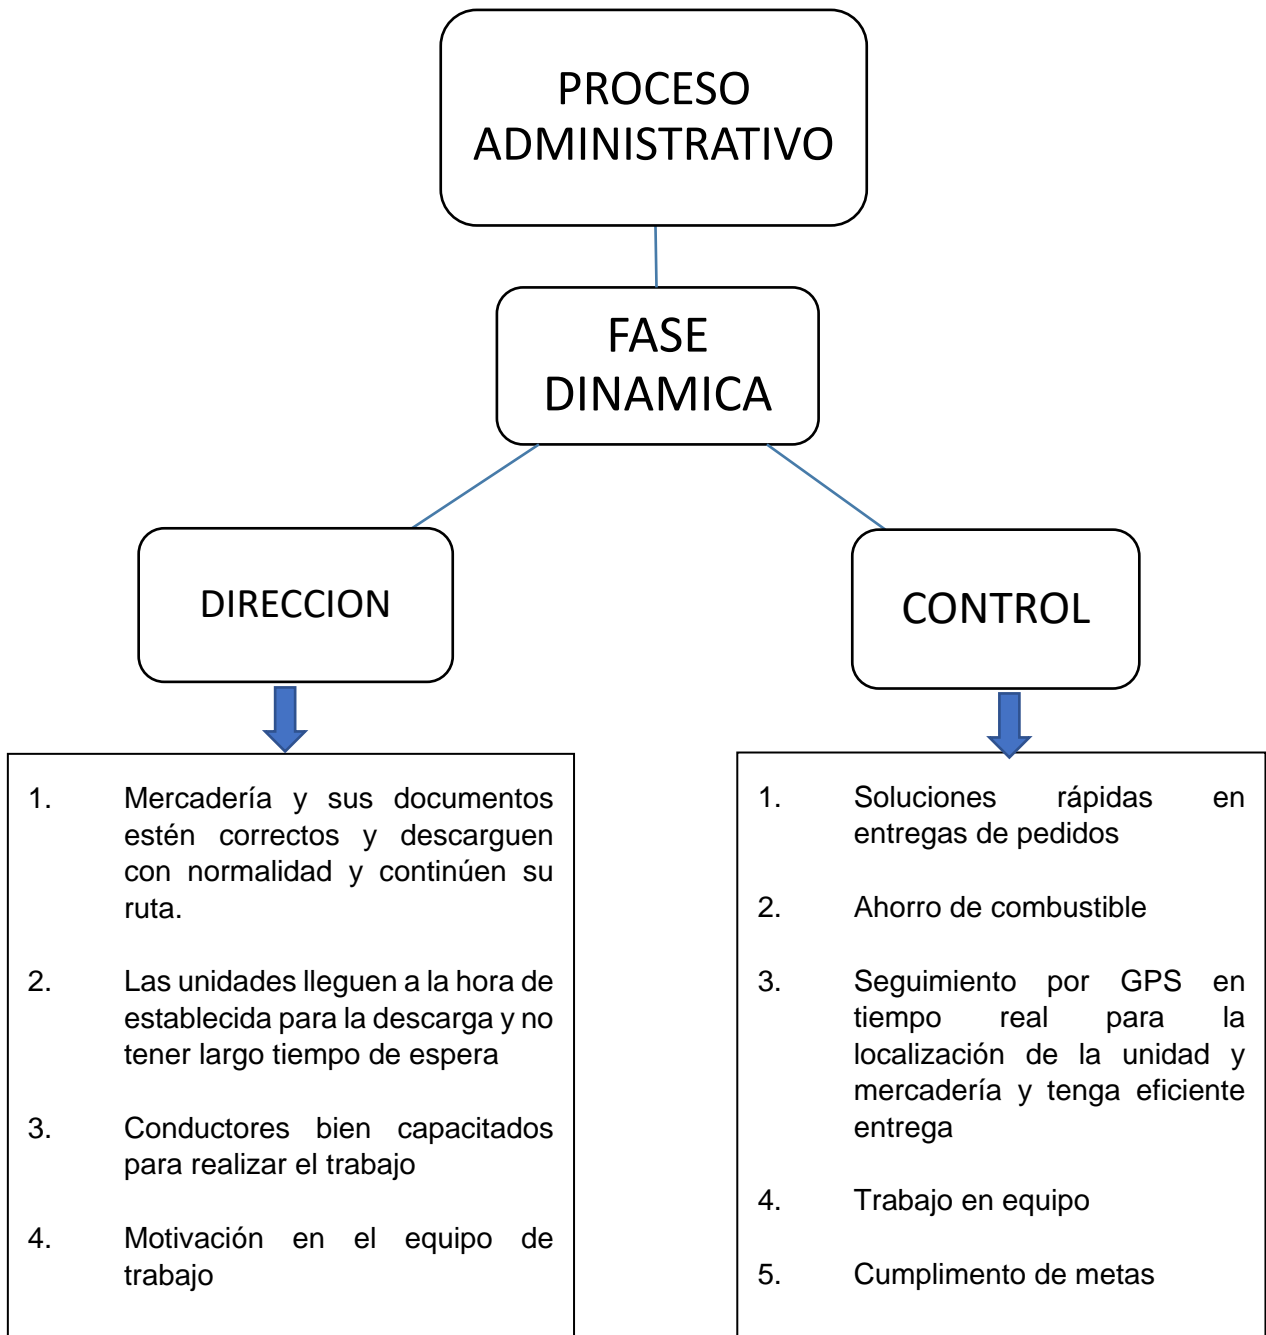 PROCESO
ADMINISTRATIVO
FASE
DINAMICA
DIRECCION
CONTROL
1. Mercadería y sus documentos
estén correctos y descarguen
con normalidad y continúen su
ruta.
2. Las unidades lleguen a la hora de
establecida para la descarga y no
tener largo tiempo de espera
3. Conductores bien capacitados
para realizar el trabajo
4. Motivación en el equipo de
trabajo
1. Soluciones rápidas en
entregas de pedidos
2. Ahorro de combustible
3. Seguimiento por GPS en
tiempo real para la
localización de la unidad y
mercadería y tenga eficiente
entrega
4. Trabajo en equipo
5. Cumplimento de metas